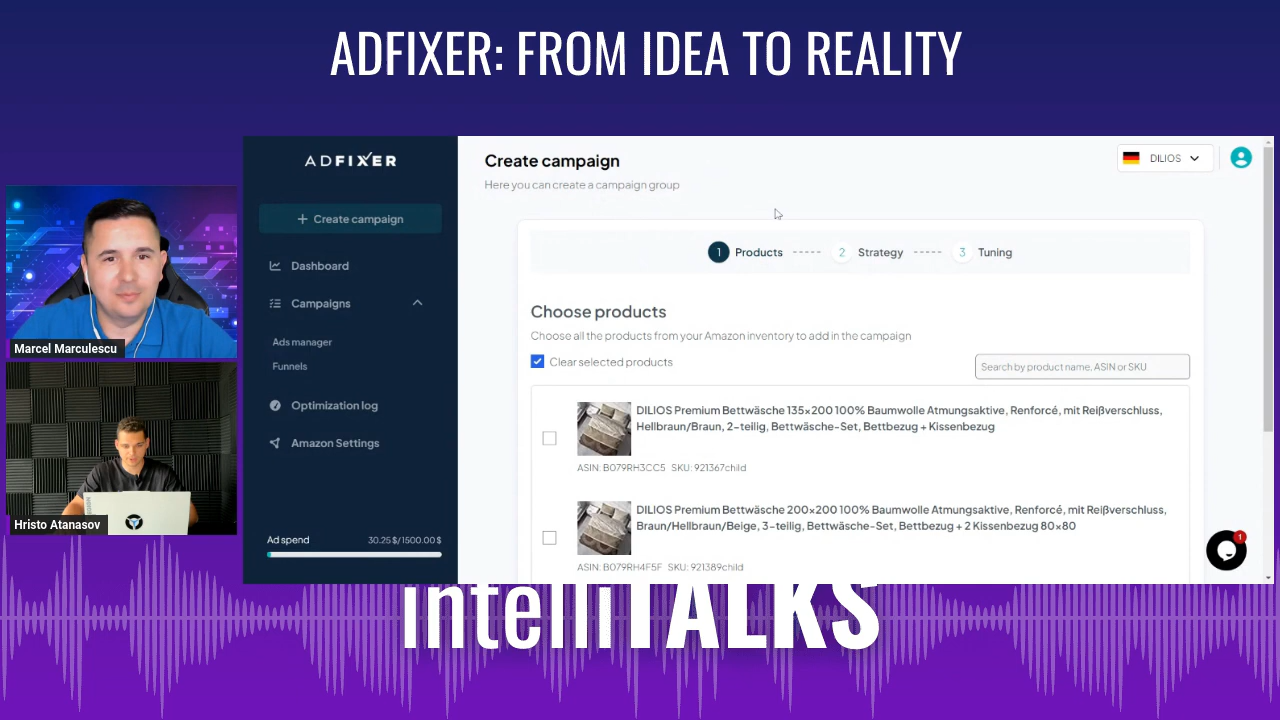 ADFIXER: FROM IDEA TO REALITY
Marcel Marculescu
Hristo Atanasov
ADFIXER
+ Create campaign
Dashboard
Campaigns
Ads manager
Funnels
Optimization log
Amazon Settings
Ad spend 30.25 $/1500.00 $
Create campaign
Here you can create a campaign group
DILIOS
1 Products ----- 2 Strategy ----- 3 Tuning
Choose products
Choose all the products from your Amazon inventory to add in the campaign
Clear selected products
Search by product name, ASIN or SKU
DILIOS Premium Bettwäsche 135x200 100% Baumwolle Atmungsaktive, Renforcé, mit Reißverschluss,
Hellbraun/Braun, 2-teilig, Bettwäsche-Set, Bettbezug + Kissenbezug
ASIN: B079RH3CC5 SKU: 921367child
DILIOS Premium Bettwäsche 200x200 100% Baumwolle Atmungsaktive, Renforcé, mit Reißverschluss,
Braun/Hellbraun/Beige, 3-teilig, Bettwäsche-Set, Bettbezug + 2 Kissenbezug 80x80
ASIN: B079RH4F5F SKU: 921389child
1
intelliTALKS